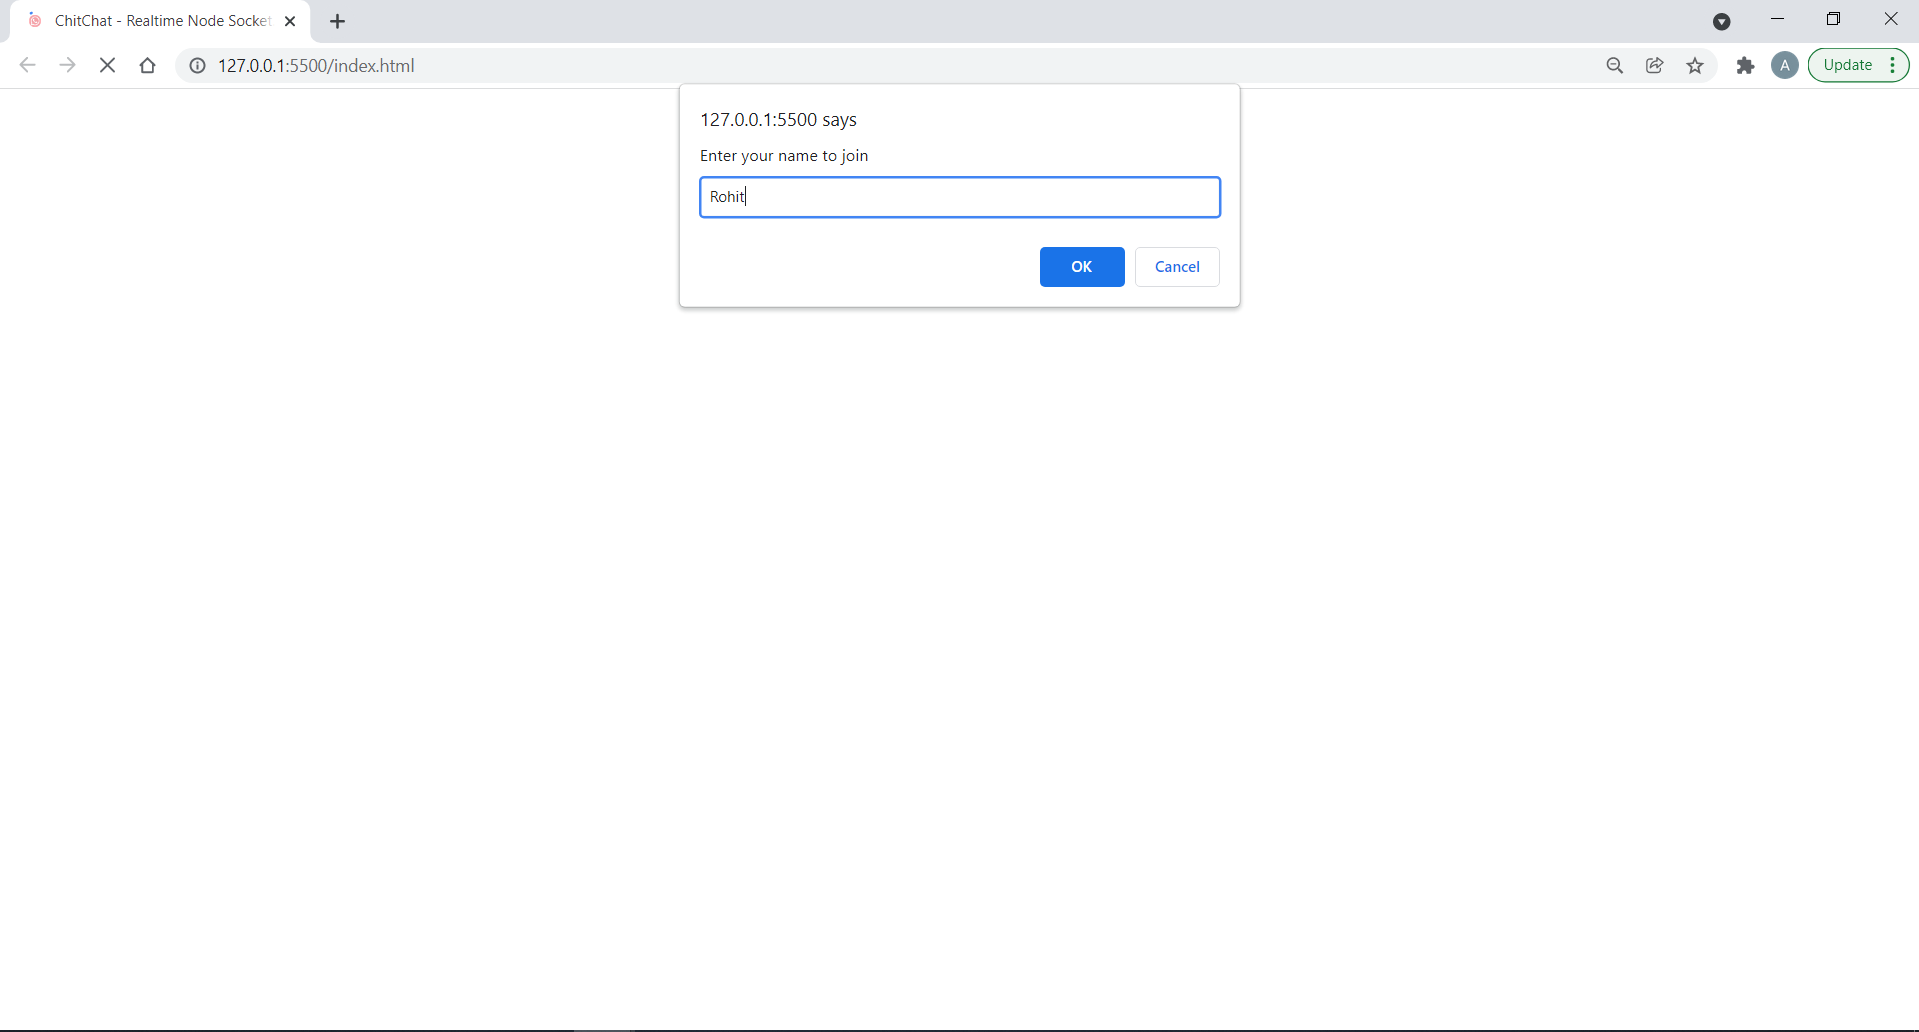 ChitChat - Realtime Node Socket
127.0.0.1:5500/index.html
A
Update
127.0.0.1:5500 says
Enter your name to join
Rohit
OK
Cancel